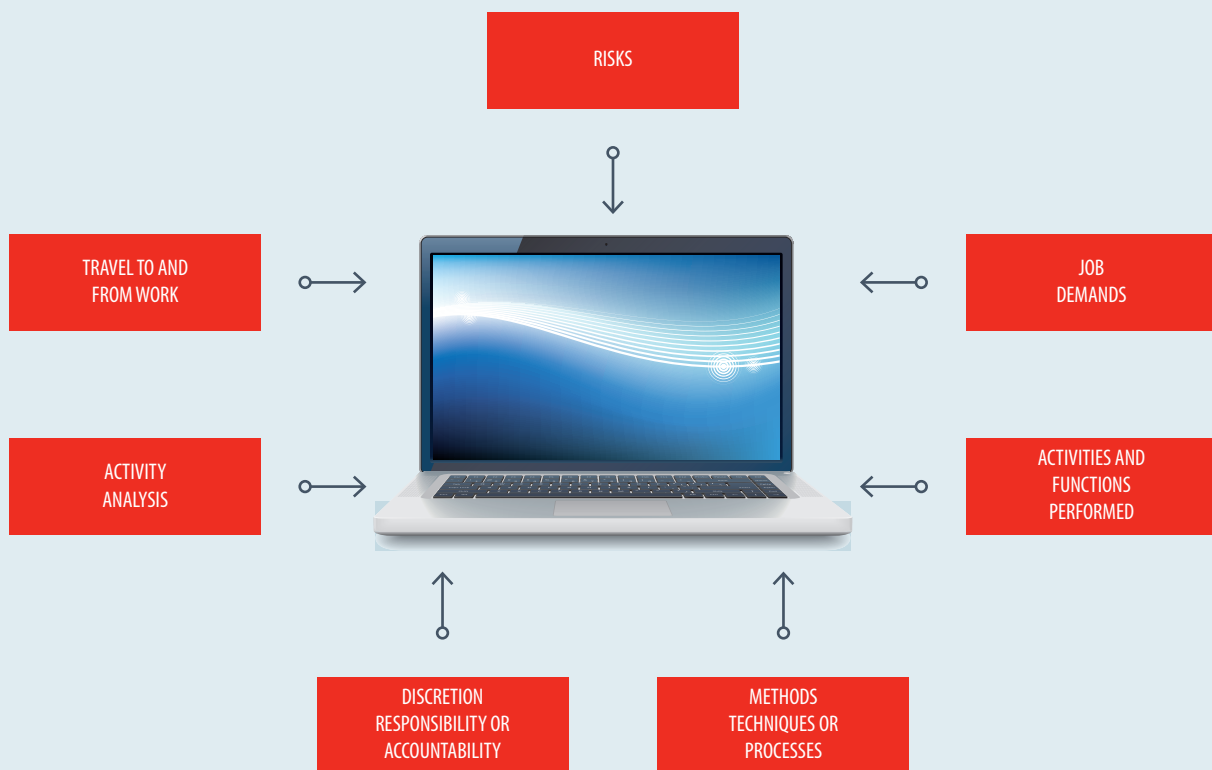 RISKS
TRAVEL TO AND
FROM WORK
JOB
DEMANDS
ACTIVITY
ANALYSIS
ACTIVITIES AND
FUNCTIONS
PERFORMED
DISCRETION
RESPONSIBILITY OR
ACCOUNTABILITY
METHODS
TECHNIQUES OR
PROCESSES